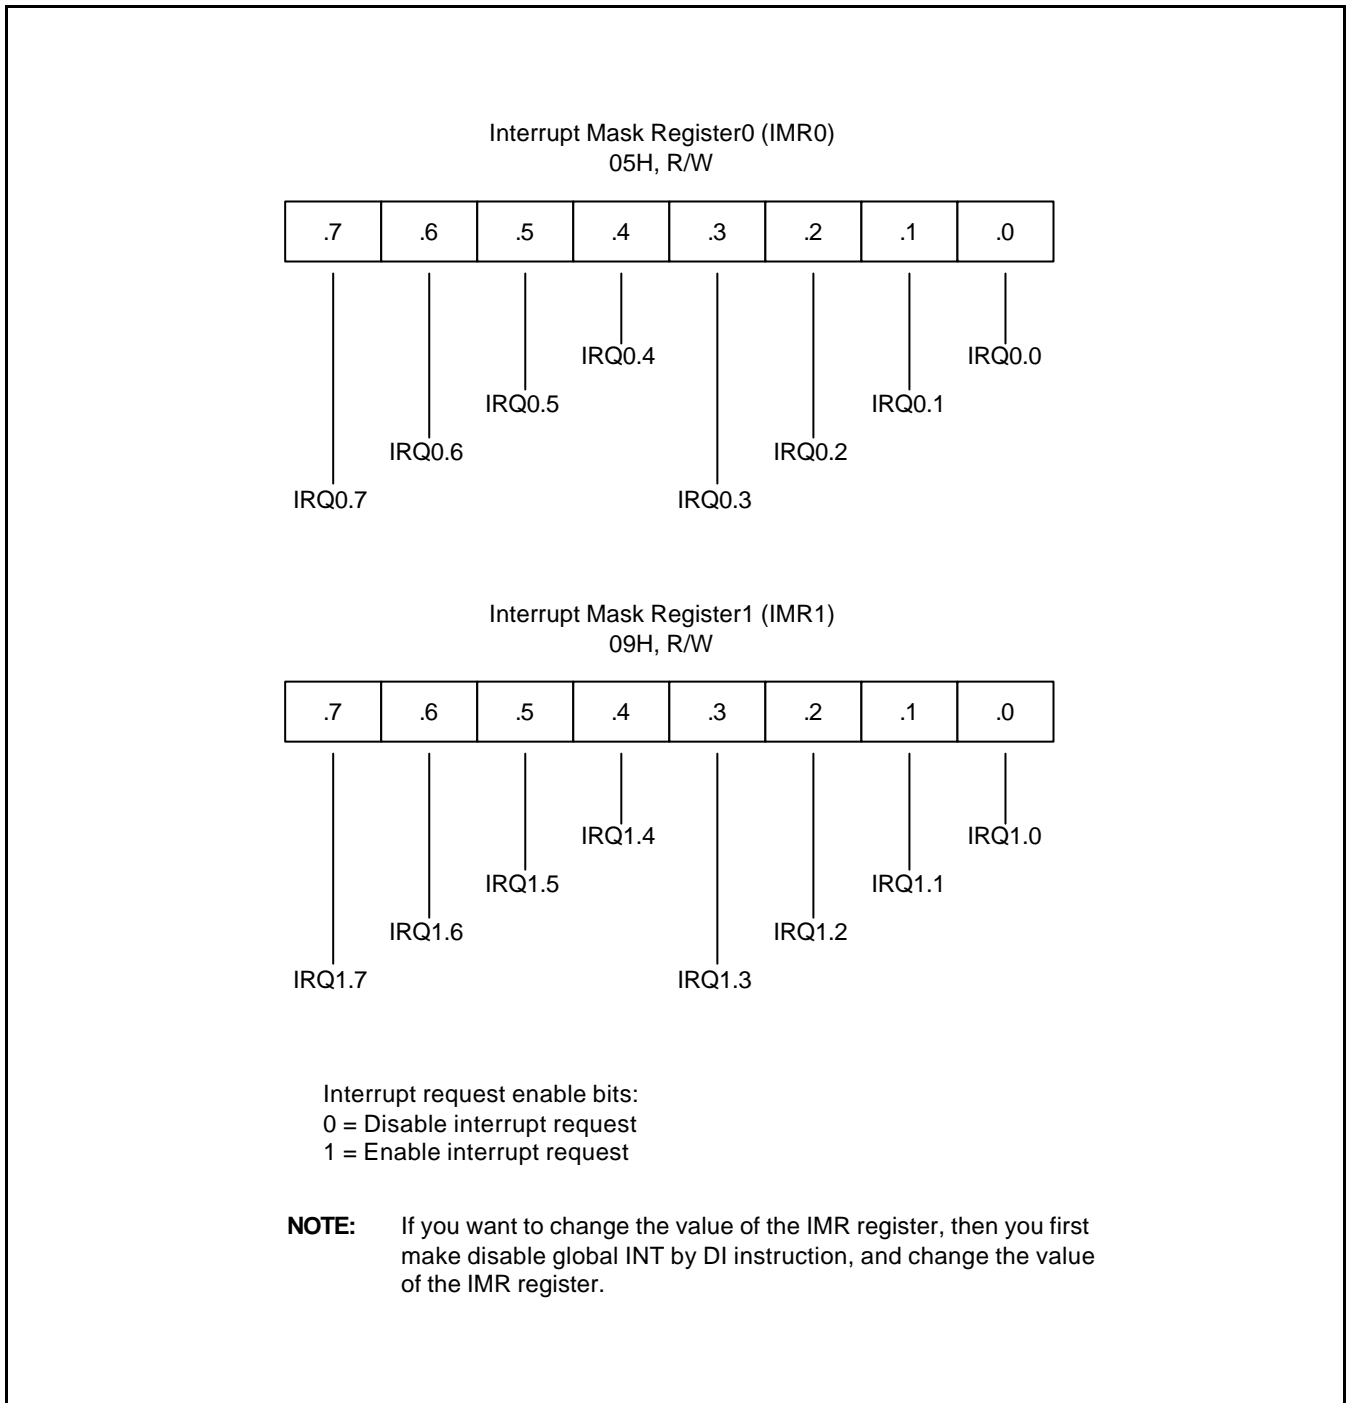 Interrupt Mask Register0 (IMR0)
05H, R/W
.7 .6 .5 .4 .3 .2 .1 .0
IRQ0.4 IRQ0.0
IRQ0.5 IRQ0.1
IRQ0.6 IRQ0.2
IRQ0.7 IRQ0.3
Interrupt Mask Register1 (IMR1)
09H, R/W
.7 .6 .5 .4 .3 .2 .1 .0
IRQ1.4 IRQ1.0
IRQ1.5 IRQ1.1
IRQ1.6 IRQ1.2
IRQ1.7 IRQ1.3
Interrupt request enable bits:
0 = Disable interrupt request
1 = Enable interrupt request
NOTE: If you want to change the value of the IMR register, then you first
make disable global INT by DI instruction, and change the value
of the IMR register.